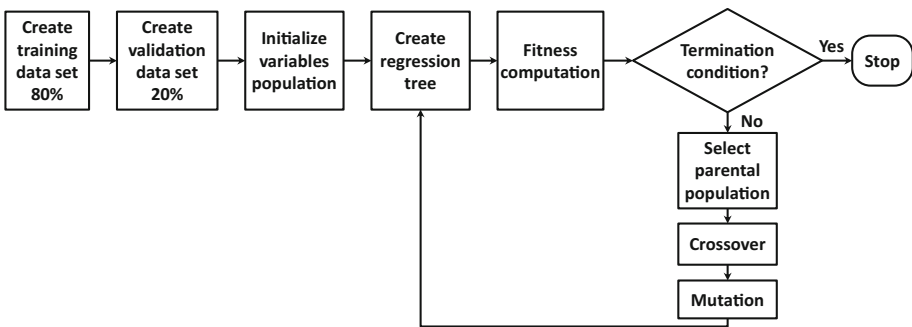 Create
training
data set
80%
Create
validation
data set
20%
Initialize
variables
population
Create
regression
tree
Fitness
computation
Termination
condition?
Yes
Stop
No
Select
parental
population
Crossover
Mutation